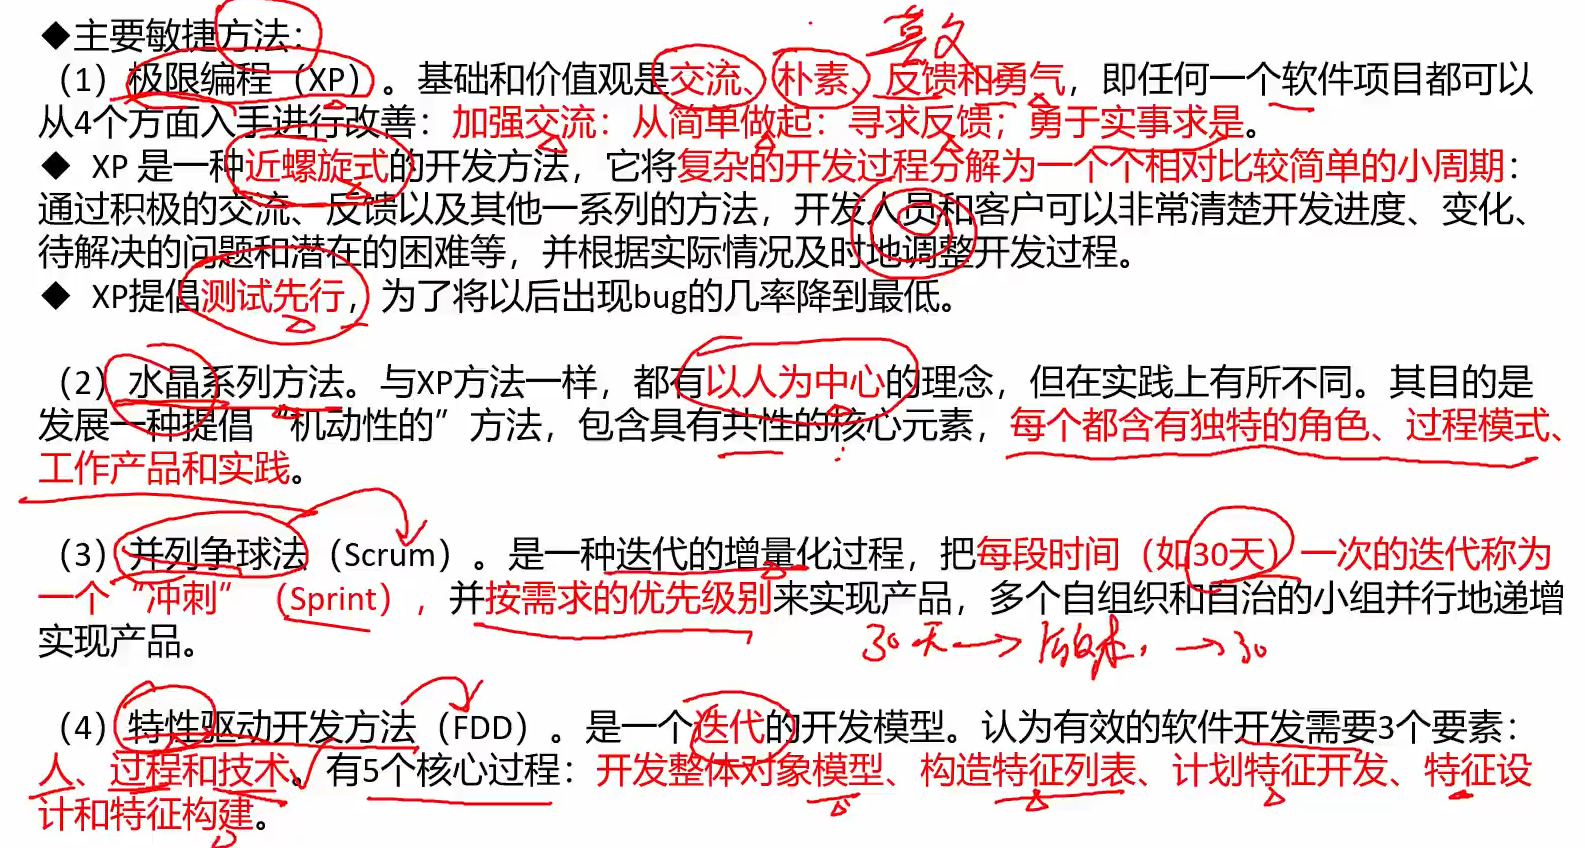 ◆主要敏捷方法：
（1）极限编程（XP）。基础和价值观是交流、朴素、反馈和勇气，即任何一个软件项目都可以
从4个方面入手进行改善：加强交流：从简单做起：寻求反馈；勇于实事求是。
◆ XP 是一种近螺旋式的开发方法，它将复杂的开发过程分解为一个个相对比较简单的小周期：
通过积极的交流、反馈以及其他一系列的方法，开发人员和客户可以非常清楚开发进度、变化、
待解决的问题和潜在的困难等，并根据实际情况及时地调整开发过程。
◆ XP提倡测试先行，为了将以后出现bug的几率降到最低。
（2）水晶系列方法。与XP方法一样，都有以人为中心的理念，但在实践上有所不同。其目的是
发展一种提倡“机动性的”方法，包含具有共性的核心元素，每个都含有独特的角色、过程模式、
工作产品和实践。
（3）并列争球法（Scrum）。是一种迭代的增量化过程，把每段时间（如30天）一次的迭代称为
一个“冲刺”（Sprint），并按需求的优先级别来实现产品，多个自组织和自治的小组并行地递增
实现产品。
30天→ →30
（4）特性驱动开发方法（FDD）。是一个迭代的开发模型。认为有效的软件开发需要3个要素：
人、过程和技术。有5个核心过程：开发整体对象模型、构造特征列表、计划特征开发、特征设
计和特征构建。